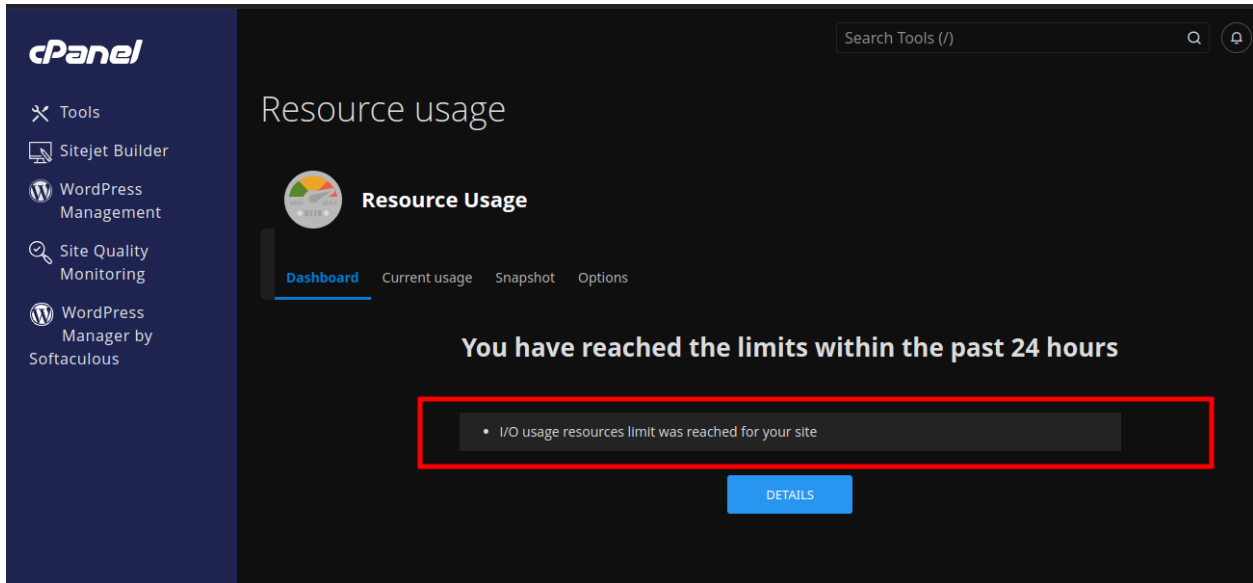 cPanel
Search Tools (/)
Tools
Sitejet Builder
WordPress
Management
Site Quality
Monitoring
WordPress
Manager by
Softaculous
Resource usage
Resource Usage
Dashboard Current usage Snapshot Options
You have reached the limits within the past 24 hours
• I/O usage resources limit was reached for your site
DETAILS